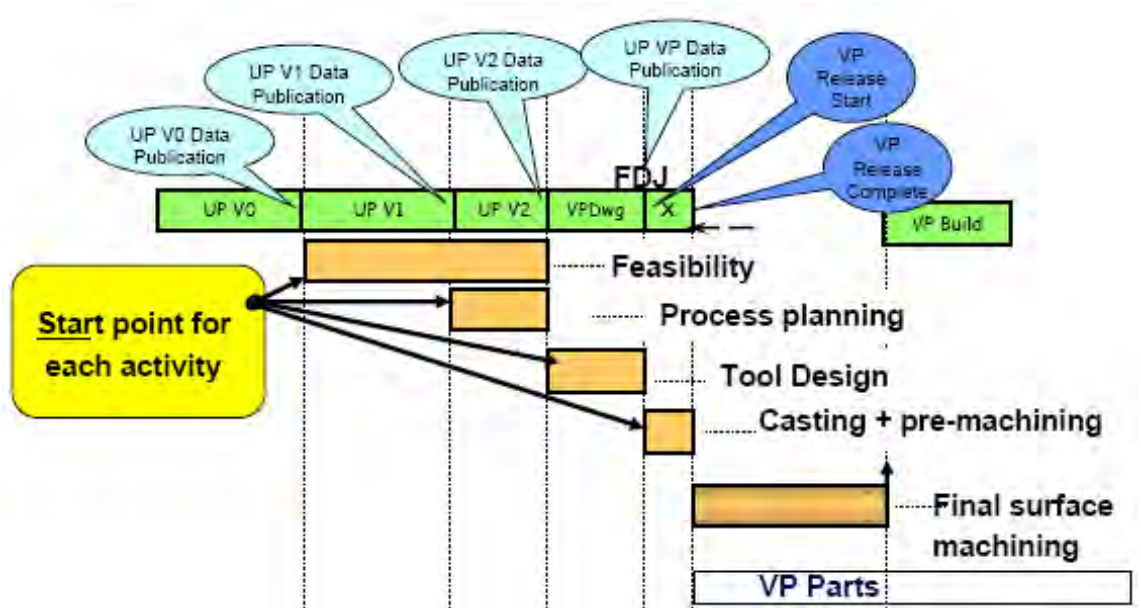 UP V0 Data
Publication
UP V1 Data
Publication
UP V2 Data
Publication
UP VP Data
Publication
VP
Release
Start
VP
Release
Complete
FDJ
UP V0
UP V1
UP V2
VPDwg
X
VP Build
Start point for
each activity
Feasibility
Process planning
Tool Design
Casting + pre-machining
Final surface
machining
VP Parts